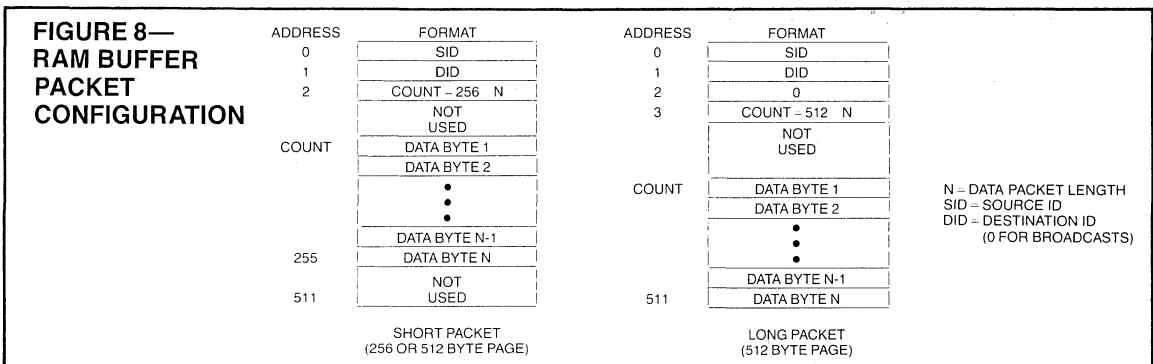 FIGURE 8—
RAM BUFFER
PACKET
CONFIGURATION
ADDRESS FORMAT
0 SID
1 DID
2 COUNT = 256 N
NOT
USED
COUNT DATA BYTE 1
DATA BYTE 2
DATA BYTE N-1
255 DATA BYTE N
NOT
511 USED
SHORT PACKET
(256 OR 512 BYTE PAGE)
ADDRESS FORMAT
0 SID
1 DID
2 0
3 COUNT = 512 N
NOT
USED
COUNT DATA BYTE 1
DATA BYTE 2
DATA BYTE N-1
511 DATA BYTE N
LONG PACKET
(512 BYTE PAGE)
N = DATA PACKET LENGTH
SID = SOURCE ID
DID = DESTINATION ID
(0 FOR BROADCASTS)